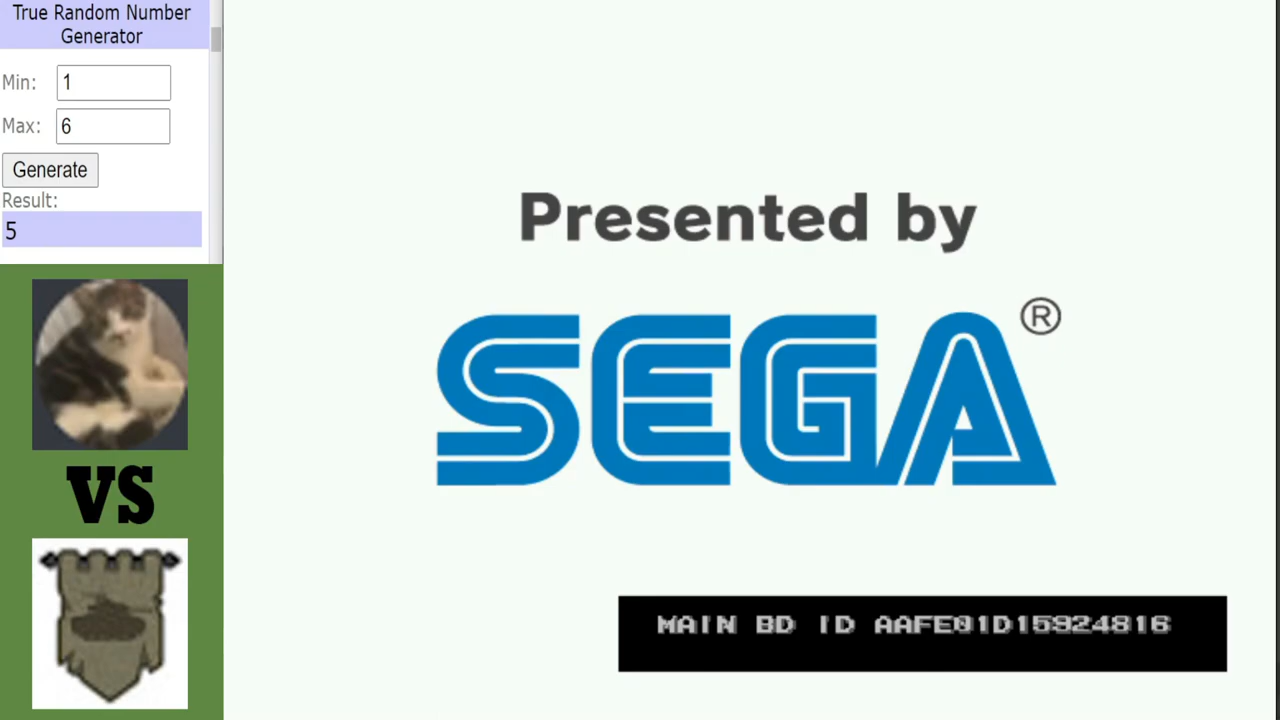 True Random Number
Generator
Min: 1
Max: 6
Generate
Result:
5
VS
Presented by
SEGA®
MAIN BD ID AAFE01D15924816